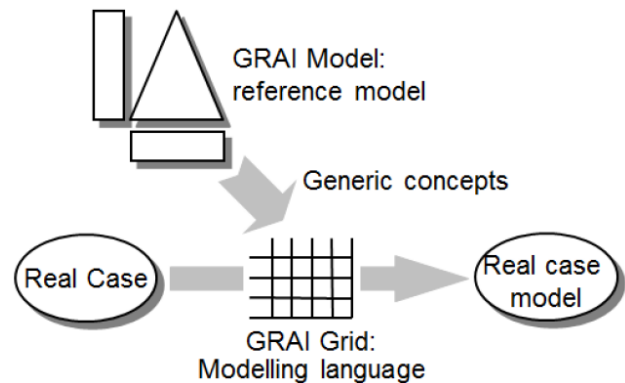 GRAI Model:
reference model
Generic concepts
Real Case
Real case
model
GRAI Grid:
Modelling language